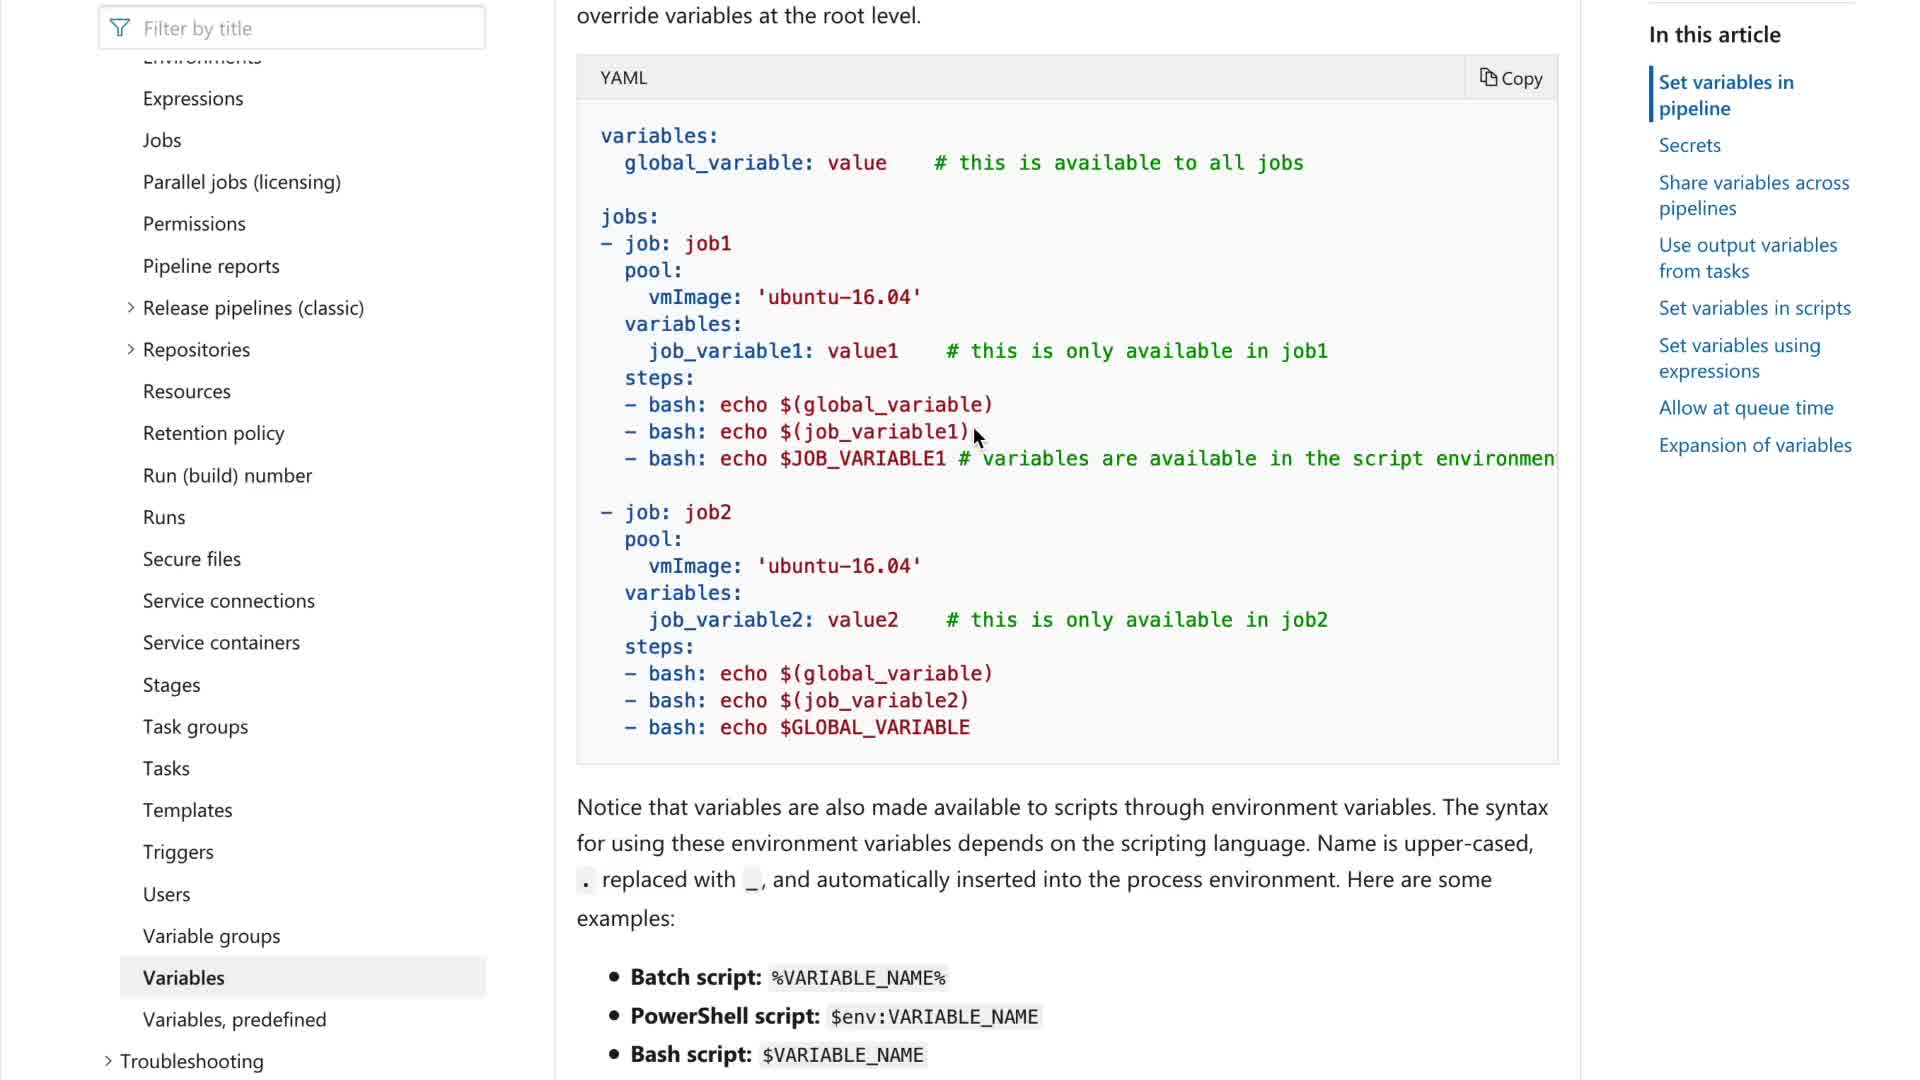 Filter by title
Environments
Expressions
Jobs
Parallel jobs (licensing)
Permissions
Pipeline reports
Release pipelines (classic)
Repositories
Resources
Retention policy
Run (build) number
Runs
Secure files
Service connections
Service containers
Stages
Task groups
Tasks
Templates
Triggers
Users
Variable groups
Variables
Variables, predefined
Troubleshooting
override variables at the root level.
YAML
Copy
variables:
  global_variable: value    # this is available to all jobs
jobs:
- job: job1
  pool:
    vmImage: 'ubuntu-16.04'
  variables:
    job_variable1: value1    # this is only available in job1
  steps:
  - bash: echo $(global_variable)
  - bash: echo $(job_variable1)
  - bash: echo $JOB_VARIABLE1 # variables are available in the script environmen
- job: job2
  pool:
    vmImage: 'ubuntu-16.04'
  variables:
    job_variable2: value2    # this is only available in job2
  steps:
  - bash: echo $(global_variable)
  - bash: echo $(job_variable2)
  - bash: echo $GLOBAL_VARIABLE
Notice that variables are also made available to scripts through environment variables. The syntax
for using these environment variables depends on the scripting language. Name is upper-cased,
. replaced with _, and automatically inserted into the process environment. Here are some
examples:
• Batch script: %VARIABLE_NAME%
• PowerShell script: $env:VARIABLE_NAME
• Bash script: $VARIABLE_NAME
In this article
Set variables in
pipeline
Secrets
Share variables across
pipelines
Use output variables
from tasks
Set variables in scripts
Set variables using
expressions
Allow at queue time
Expansion of variables